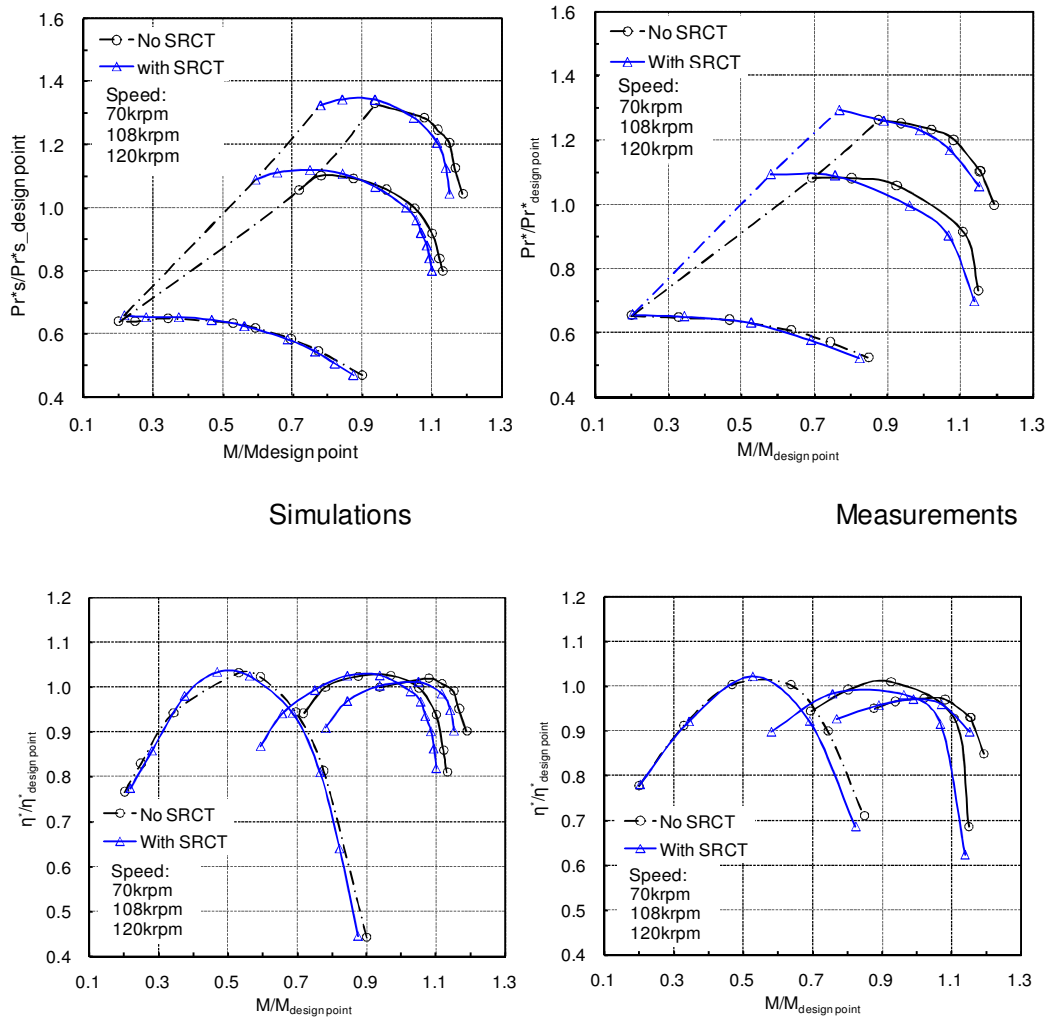 1.6
1.4
1.2
1.0
0.8
0.6
0.4
No SRCT
with SRCT
Speed:
70krpm
108krpm
120krpm
Pr*s/Pr*s_design point
0.1 0.3 0.5 0.7 0.9 1.1 1.3
M/Mdesign point
1.6
1.4
1.2
1.0
0.8
0.6
0.4
No SRCT
With SRCT
Speed:
70krpm
108krpm
120krpm
Pr*/Pr*design point
0.1 0.3 0.5 0.7 0.9 1.1 1.3
M/Mdesign point
Simulations
Measurements
1.2
1.1
1.0
0.9
0.8
0.7
0.6
0.5
0.4
No SRCT
With SRCT
Speed:
70krpm
108krpm
120krpm
η*/η*design point
0.1 0.3 0.5 0.7 0.9 1.1 1.3
M/Mdesign point
1.2
1.1
1.0
0.9
0.8
0.7
0.6
0.5
0.4
No SRCT
With SRCT
Speed:
70krpm
108krpm
120krpm
η*/η*design point
0.1 0.3 0.5 0.7 0.9 1.1 1.3
M/Mdesign point